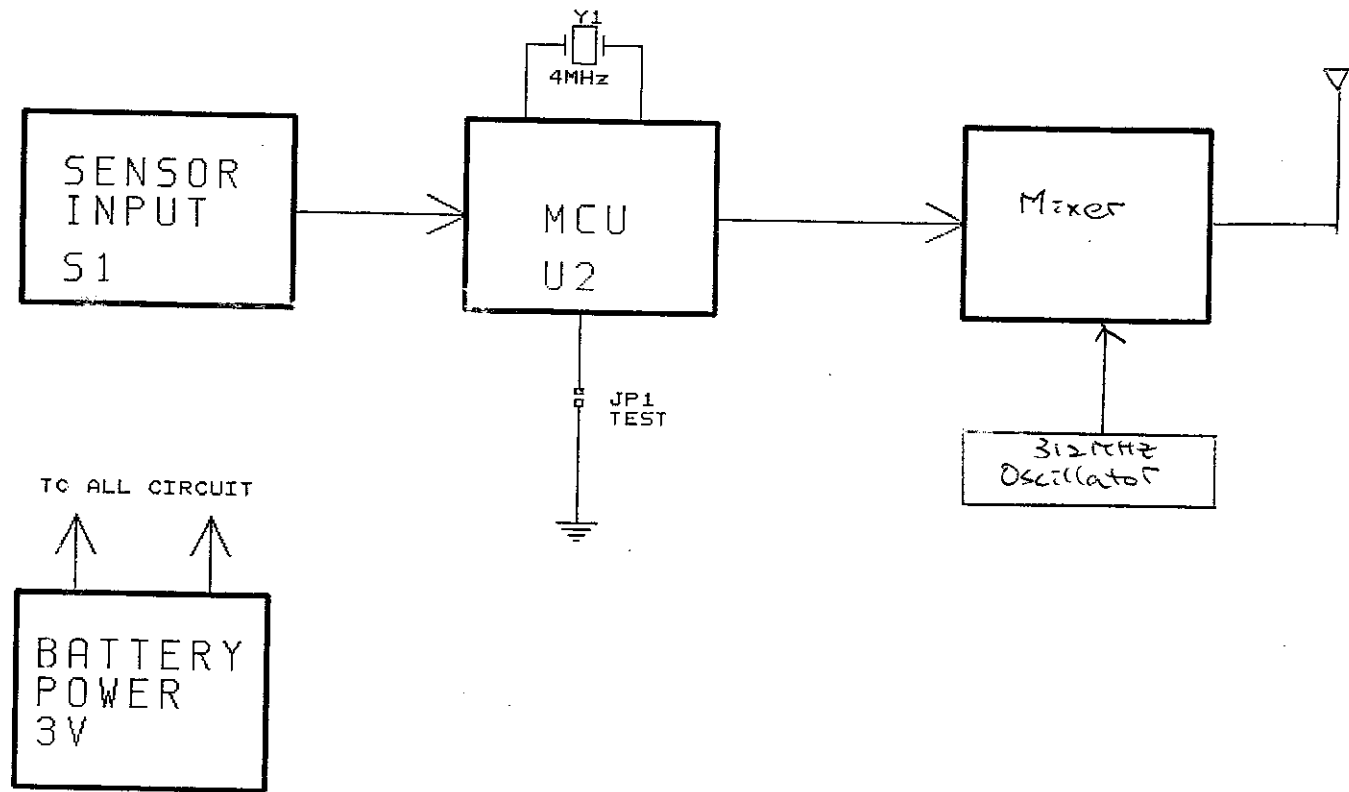 Y1
4MHz
SENSOR
INPUT
S1
MCU
U2
Mixer
JP1
TEST
312MHz
Oscillator
TO ALL CIRCUIT
BATTERY
POWER
3V